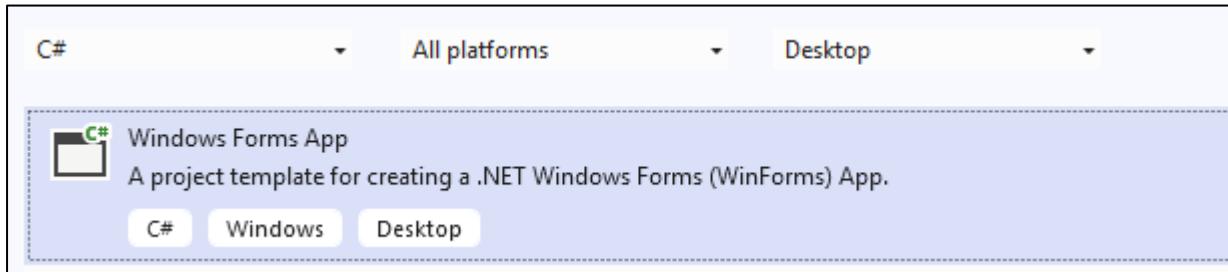 C# All platforms Desktop
C#
Windows Forms App
A project template for creating a .NET Windows Forms (WinForms) App.
C# Windows Desktop